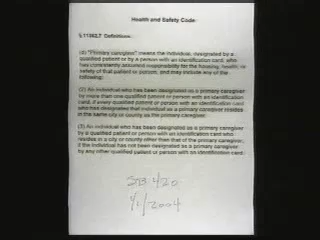 Health and Safety Code
§ 11362.7 Definitions
(d) "Primary caregiver" means the individual, designated by a
qualified patient or by a person with an identification card, who
has consistently assumed responsibility for the housing, health, or
safety of that patient or person, and may include any of the
following:
(2) An individual who has been designated as a primary caregiver
by more than one qualified patient or person with an identification
card, if every qualified patient or person with an identification card
who has designated that individual as a primary caregiver resides
in the same city or county as the primary caregiver.
(3) An individual who has been designated as a primary caregiver
by a qualified patient or person with an identification card who
resides in a city or county other than that of the primary caregiver,
if the individual has not been designated as a primary caregiver
by any other qualified patient or person with an identification card.
SB 420
1/1/2004